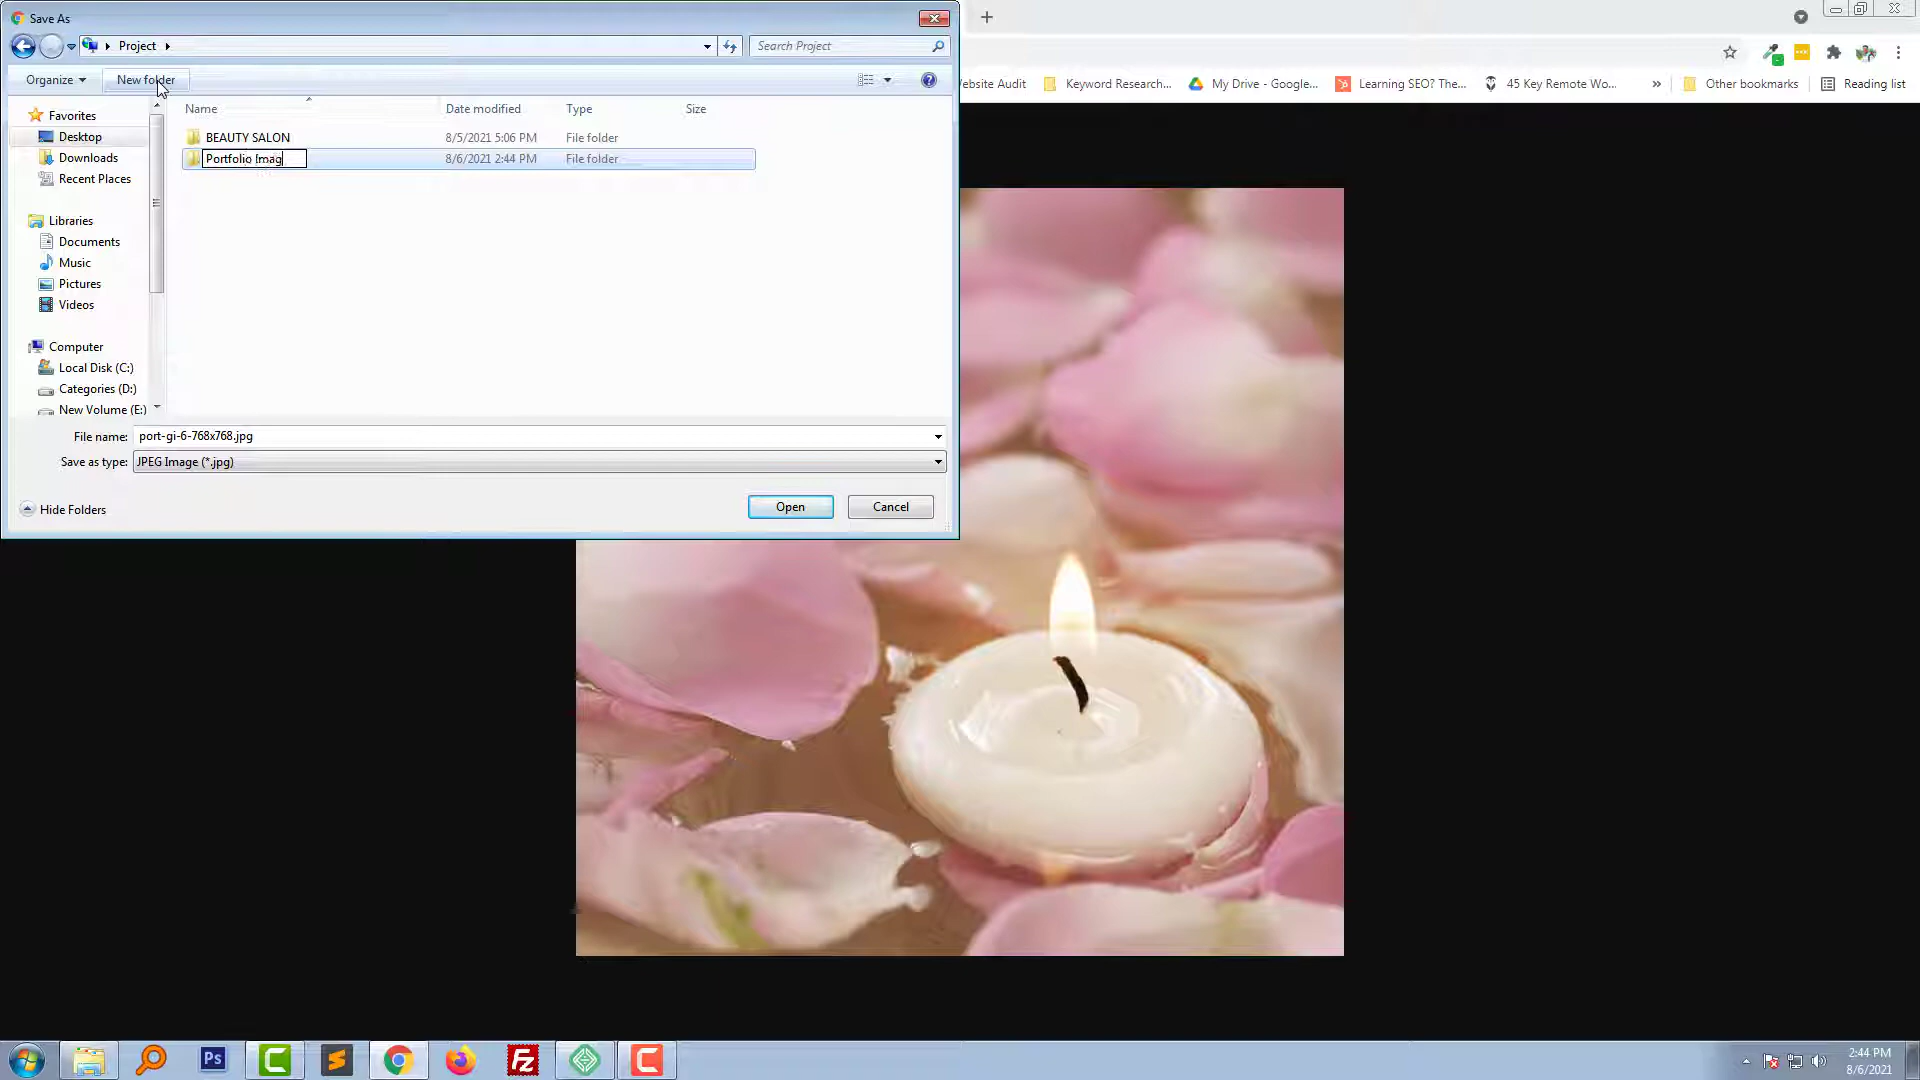 Save As
Project
Search Project
Organize
New folder
Website Audit
Keyword Research...
My Drive - Google...
Learning SEO? The...
45 Key Remote Wo...
»
Other bookmarks
Reading list
Favorites
Desktop
Downloads
Recent Places
Libraries
Documents
Music
Pictures
Videos
Computer
Local Disk (C:)
Categories (D:)
New Volume (E:)
Name
Date modified
Type
Size
BEAUTY SALON
8/5/2021 5:06 PM
File folder
Portfolio Imag
8/6/2021 2:44 PM
File folder
File name:
port-gi-6-768x768.jpg
Save as type:
JPEG Image (*.jpg)
Hide Folders
Open
Cancel
Ps
Fz
2:44 PM
8/6/2021